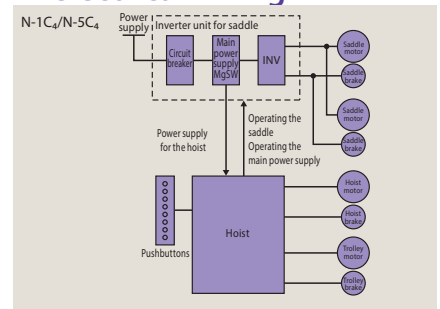 N-1C₄/N-5C₄
Power
supply
Inverter unit for saddle
Circuit
breaker
Main
power
supply
MgSW
INV
Saddle
motor
Saddle
brake
Saddle
motor
Saddle
brake
Power supply
for the hoist
Operating the
saddle
Operating the
main power supply
Hoist
Pushbuttons
Hoist
motor
Hoist
brake
Trolley
motor
Trolley
brake